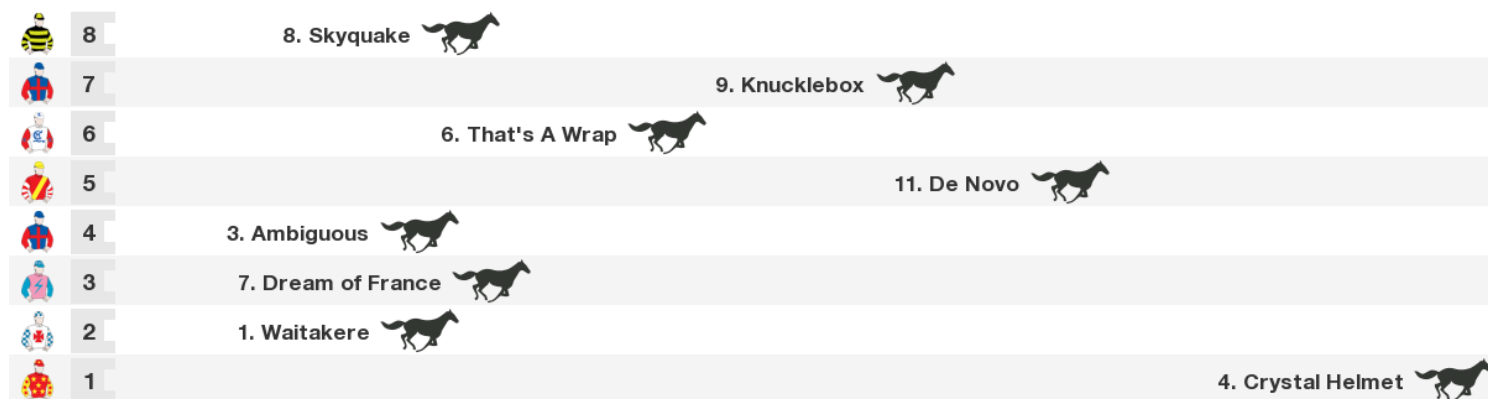 8 8. Skyquake
7 9. Knucklebox
6 6. That's A Wrap
5 11. De Novo
4 3. Ambiguous
3 7. Dream of France
2 1. Waitakere
1 4. Crystal Helmet